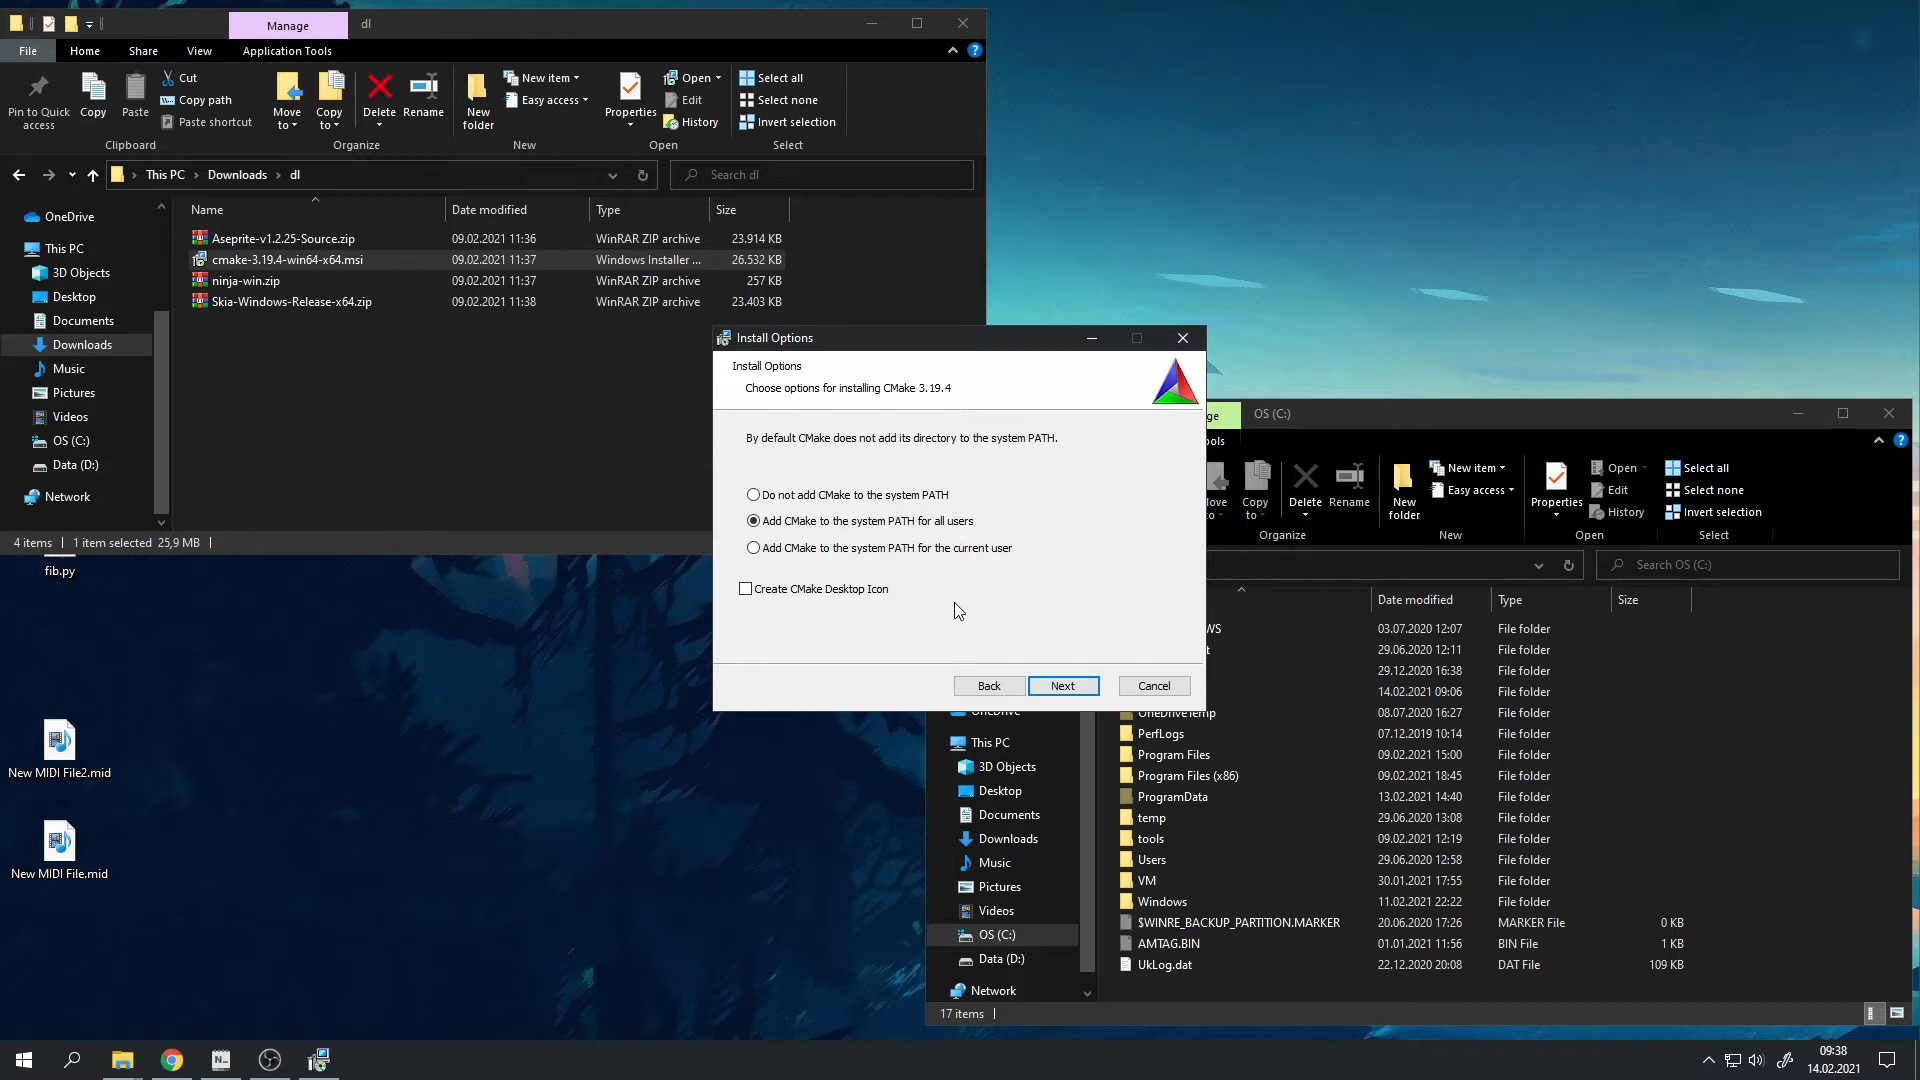 Manage
dl
File
Home
Share
View
Application Tools
Pin to Quick access
Copy
Paste
Cut
Copy path
Paste shortcut
Move to
Copy to
Delete
Rename
New folder
New item
Easy access
Properties
Open
Edit
History
Select all
Select none
Invert selection
Clipboard
Organize
New
Open
Select
This PC
Downloads
dl
Search dl
OneDrive
This PC
3D Objects
Desktop
Documents
Downloads
Music
Pictures
Videos
OS (C:)
Data (D:)
Network
Name Date modified Type Size
Aseprite-v1.2.25-Source.zip 09.02.2021 11:36 WinRAR ZIP archive 23.914 KB
cmake-3.19.4-win64-x64.msi 09.02.2021 11:37 Windows Installer ... 26.532 KB
ninja-win.zip 09.02.2021 11:37 WinRAR ZIP archive 257 KB
Skia-Windows-Release-x64.zip 09.02.2021 11:38 WinRAR ZIP archive 23.403 KB
4 items
1 item selected 25,9 MB
Install Options
Install Options
Choose options for installing CMake 3.19.4
By default CMake does not add its directory to the system PATH.
Do not add CMake to the system PATH
Add CMake to the system PATH for all users
Add CMake to the system PATH for the current user
Create CMake Desktop Icon
Back
Next
Cancel
OS (C:)
Copy to
Delete
Rename
New folder
New item
Easy access
Properties
Open
Edit
History
Select all
Select none
Invert selection
Organize
New
Open
Select
Search OS (C:)
Date modified Type Size
03.07.2020 12:07 File folder
29.06.2020 12:11 File folder
29.12.2020 16:38 File folder
14.02.2021 09:06 File folder
OneDriveTemp 08.07.2020 16:27 File folder
PerfLogs 07.12.2019 10:14 File folder
Program Files 09.02.2021 15:00 File folder
Program Files (x86) 09.02.2021 18:45 File folder
ProgramData 13.02.2021 14:40 File folder
temp 29.06.2020 13:08 File folder
tools 09.02.2021 12:19 File folder
Users 29.06.2020 12:58 File folder
VM 30.01.2021 17:55 File folder
Windows 11.02.2021 22:22 File folder
$WINRE_BACKUP_PARTITION.MARKER 20.06.2020 17:26 MARKER File 0 KB
AMTAG.BIN 01.01.2021 11:56 BIN File 1 KB
UkLog.dat 22.12.2020 20:08 DAT File 109 KB
OneDrive
This PC
3D Objects
Desktop
Documents
Downloads
Music
Pictures
Videos
OS (C:)
Data (D:)
Network
17 items
fib.py
New MIDI File2.mid
New MIDI File.mid
09:38
14.02.2021